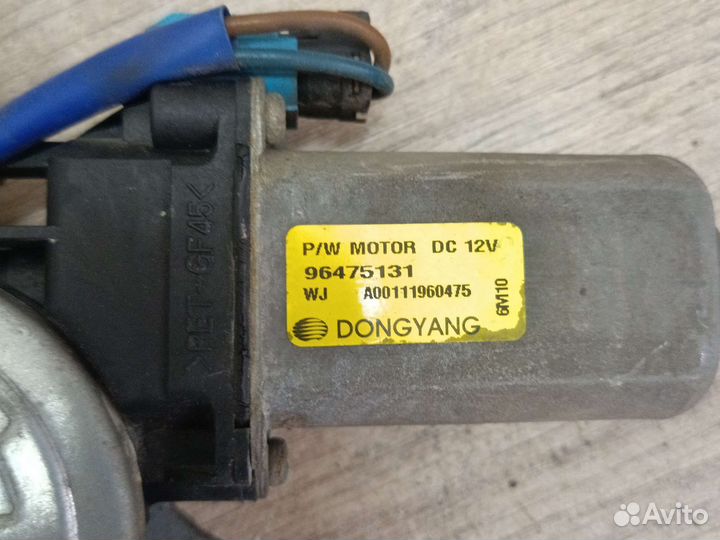 P/W MOTOR DC 12V
96475131
WJ A00111960475
6M10
DONGYANG
>PET-GF45<
Avito